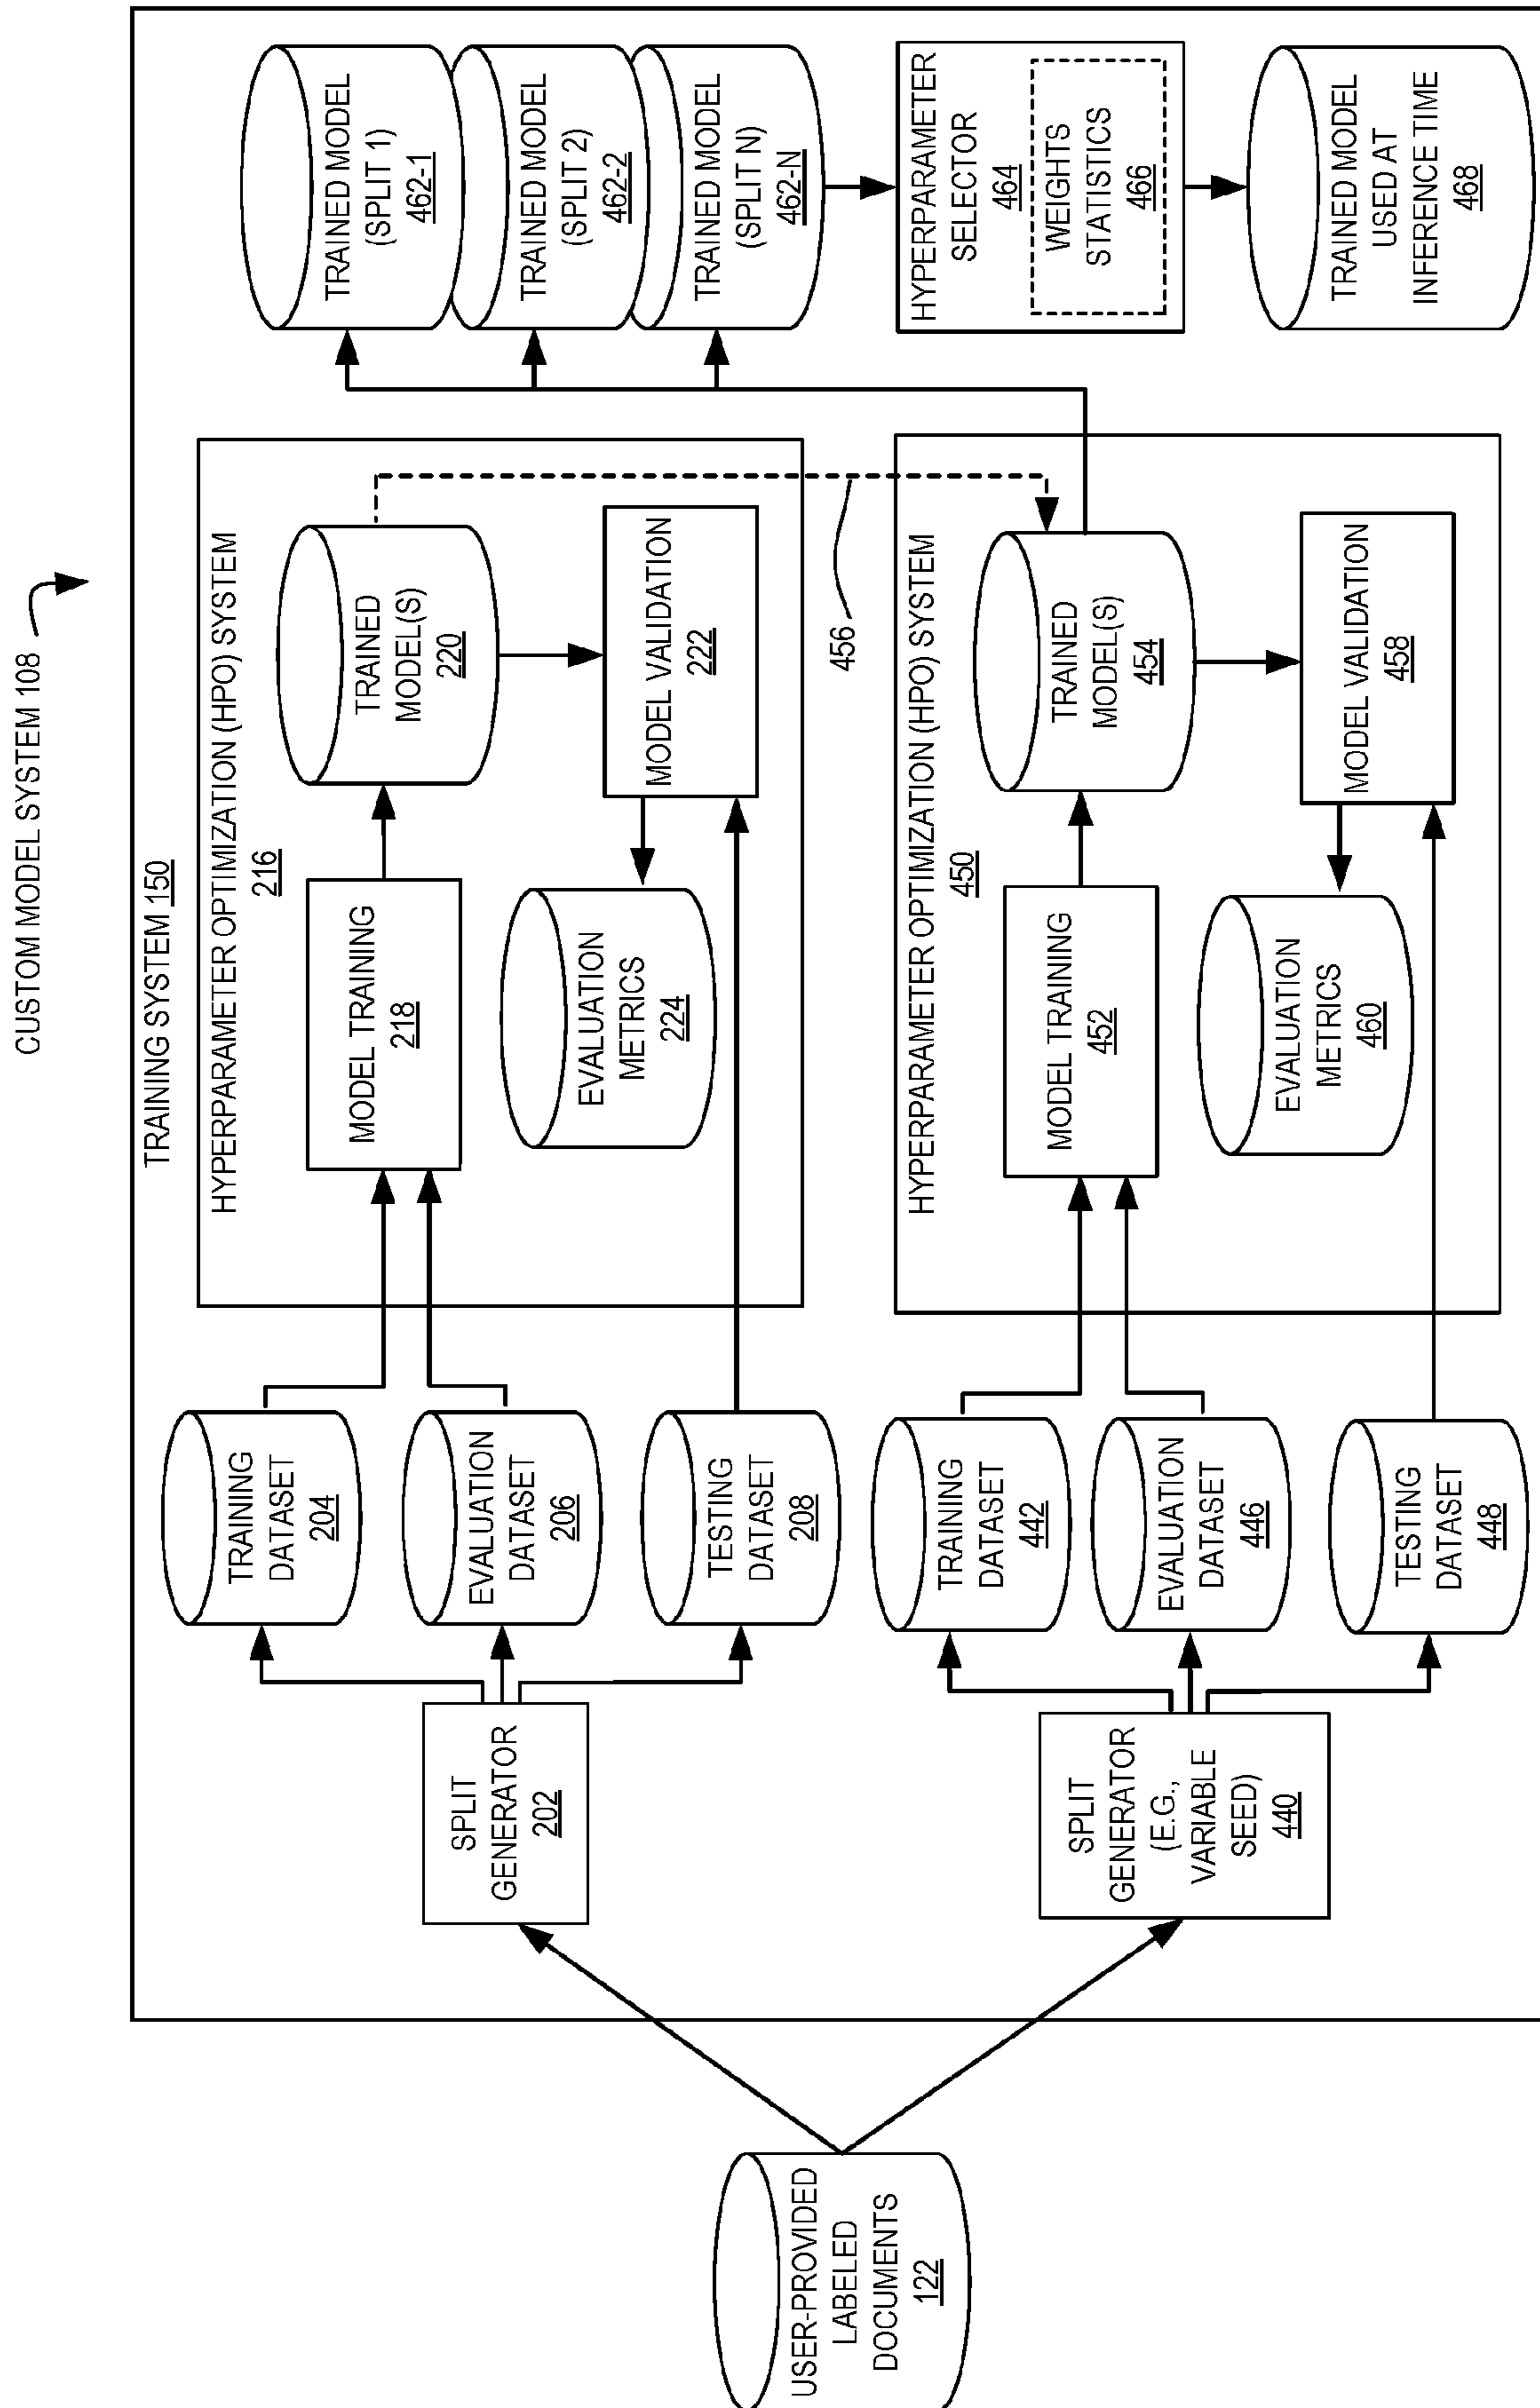 CUSTOM MODEL SYSTEM 108
TRAINING SYSTEM 150
USER-PROVIDED
LABELED
DOCUMENTS
122
SPLIT
GENERATOR
202
TRAINING
DATASET
204
EVALUATION
DATASET
206
TESTING
DATASET
208
HYPERPARAMETER OPTIMIZATION (HPO) SYSTEM
216
MODEL TRAINING
218
TRAINED
MODEL(S)
220
EVALUATION
METRICS
224
MODEL VALIDATION
222
456
SPLIT
GENERATOR
(E.G.,
VARIABLE
SEED)
440
TRAINING
DATASET
442
EVALUATION
DATASET
446
TESTING
DATASET
448
HYPERPARAMETER OPTIMIZATION (HPO) SYSTEM
450
MODEL TRAINING
452
TRAINED
MODEL(S)
454
EVALUATION
METRICS
460
MODEL VALIDATION
458
TRAINED MODEL
(SPLIT 1)
462-1
TRAINED MODEL
(SPLIT 2)
462-2
TRAINED MODEL
(SPLIT N)
462-N
HYPERPARAMETER
SELECTOR
464
WEIGHTS
STATISTICS
466
TRAINED MODEL
USED AT
INFERENCE TIME
468